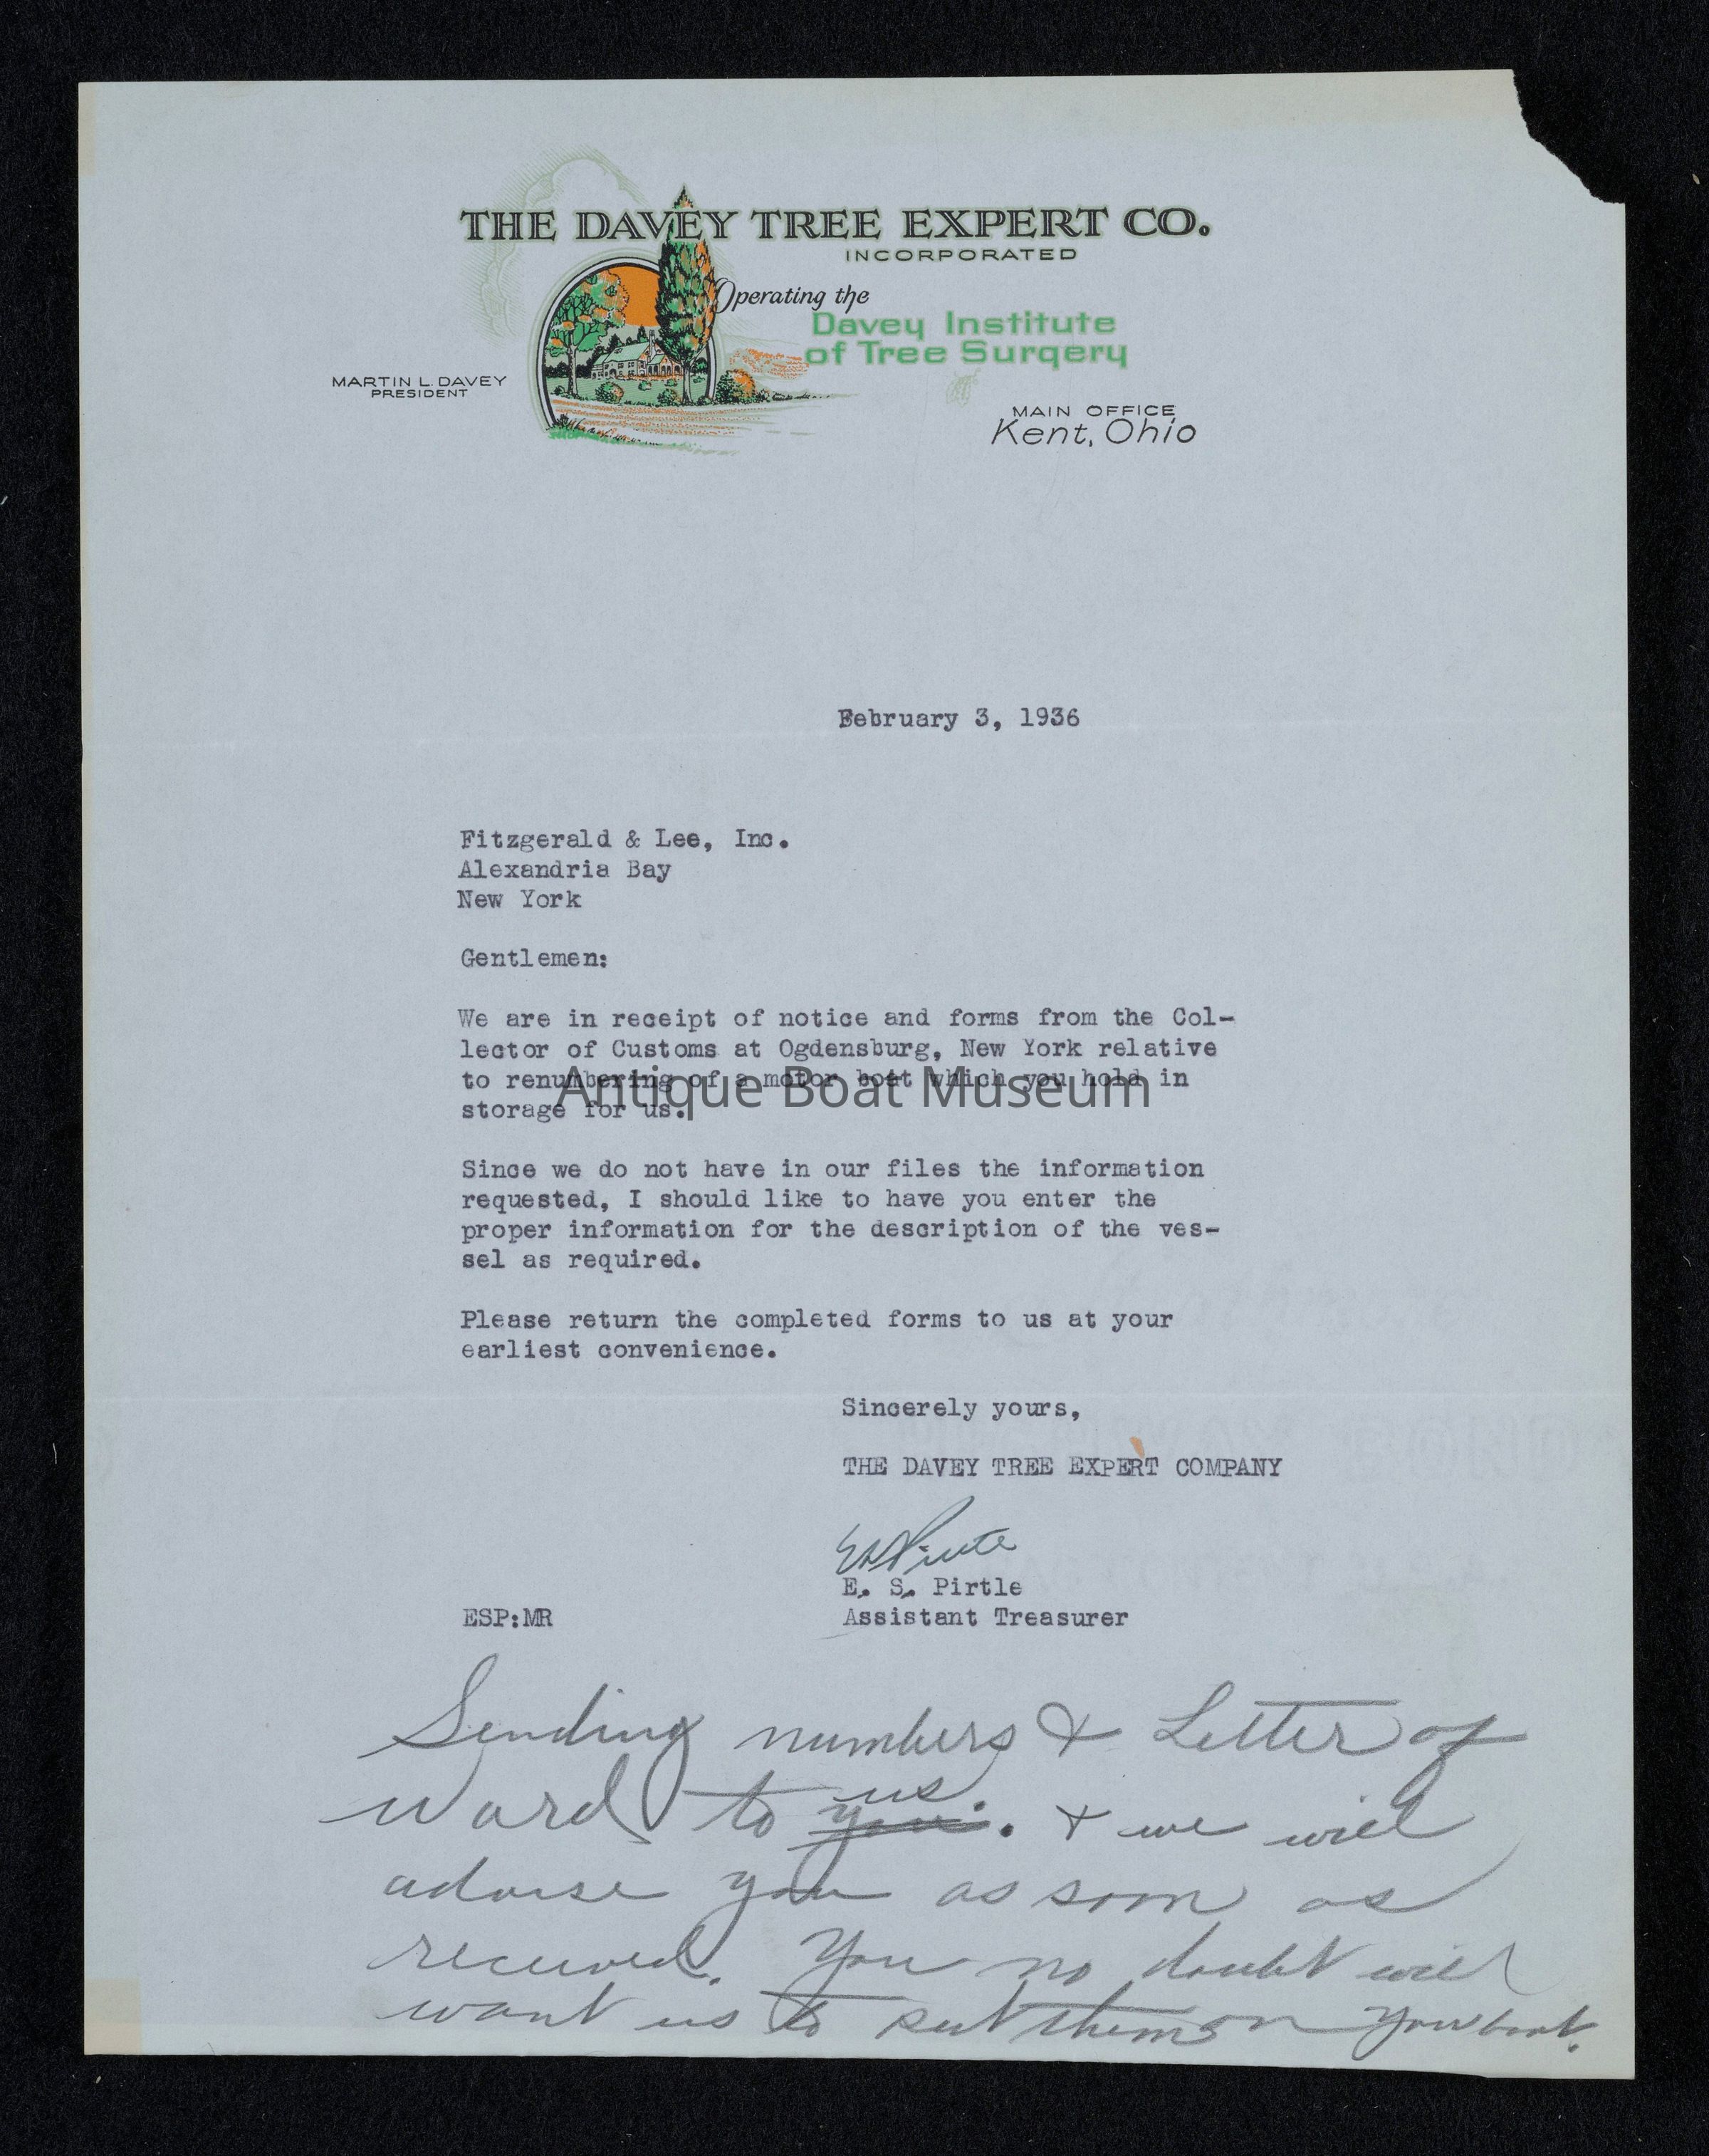 THE DAVEY TREE EXPERT CO.
INCORPORATED
Operating the
Davey Institute
of Tree Surgery
MARTIN L. DAVEY
PRESIDENT
MAIN OFFICE
Kent, Ohio
February 3, 1936
Fitzgerald & Lee, Inc.
Alexandria Bay
New York
Gentlemen:
We are in receipt of notice and forms from the Col-
lector of Customs at Ogdensburg, New York relative
to renumbering of a motor boat which you hold in
Antique Boat Museum
storage for us.
Since we do not have in our files the information
requested, I should like to have you enter the
proper information for the description of the ves-
sel as required.
Please return the completed forms to us at your
earliest convenience.
Sincerely yours,
THE DAVEY TREE EXPERT COMPANY
ES Pirtle
E. S. Pirtle
ESP:MR
Assistant Treasurer
Sending numbers & Letter of
us.
ward to you. & we will
advise you as soon as
received. You no doubt will
want us to put them on your boat.